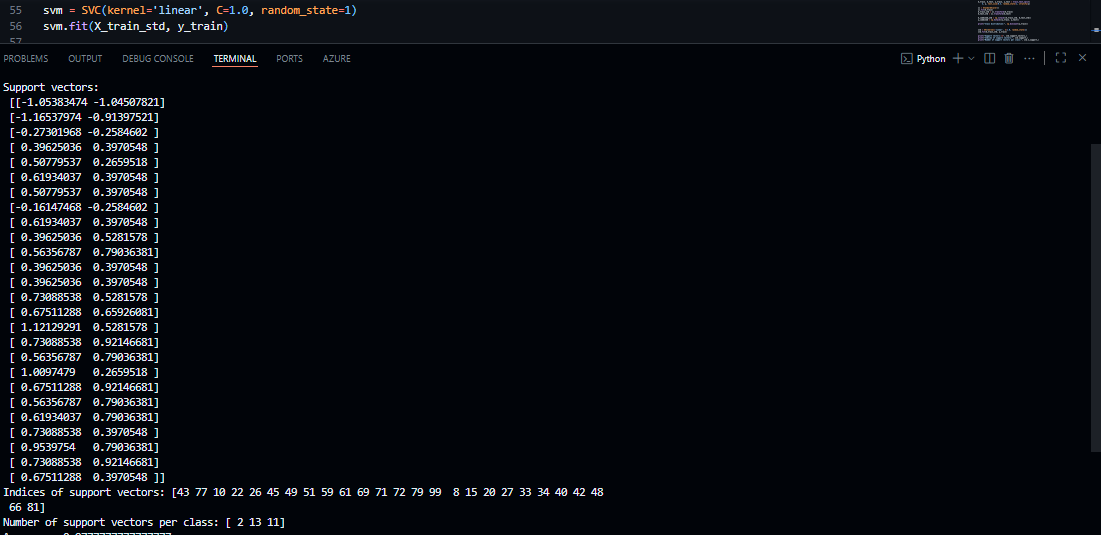 55 svm = SVC(kernel='linear', C=1.0, random_state=1)
56 svm.fit(X_train_std, y_train)
57
PROBLEMS OUTPUT DEBUG CONSOLE TERMINAL PORTS AZURE Python
Support vectors:
[[-1.05383474 -1.04507821]
[-1.16537974 -0.91397521]
[-0.27301968 -0.2584602 ]
[ 0.39625036 0.3970548 ]
[ 0.50779537 0.2659518 ]
[ 0.61934037 0.3970548 ]
[ 0.50779537 0.3970548 ]
[-0.16147468 -0.2584602 ]
[ 0.61934037 0.3970548 ]
[ 0.39625036 0.5281578 ]
[ 0.56356787 0.79036381]
[ 0.39625036 0.3970548 ]
[ 0.39625036 0.3970548 ]
[ 0.73088538 0.5281578 ]
[ 0.67511288 0.65926081]
[ 1.12129291 0.5281578 ]
[ 0.73088538 0.92146681]
[ 0.56356787 0.79036381]
[ 1.0097479 0.2659518 ]
[ 0.67511288 0.92146681]
[ 0.56356787 0.79036381]
[ 0.61934037 0.79036381]
[ 0.73088538 0.3970548 ]
[ 0.9539754 0.79036381]
[ 0.73088538 0.92146681]
[ 0.67511288 0.3970548 ]]
Indices of support vectors: [43 77 10 22 26 45 49 51 59 61 69 71 72 79 99 8 15 20 27 33 34 40 42 48
66 81]
Number of support vectors per class: [ 2 13 11]